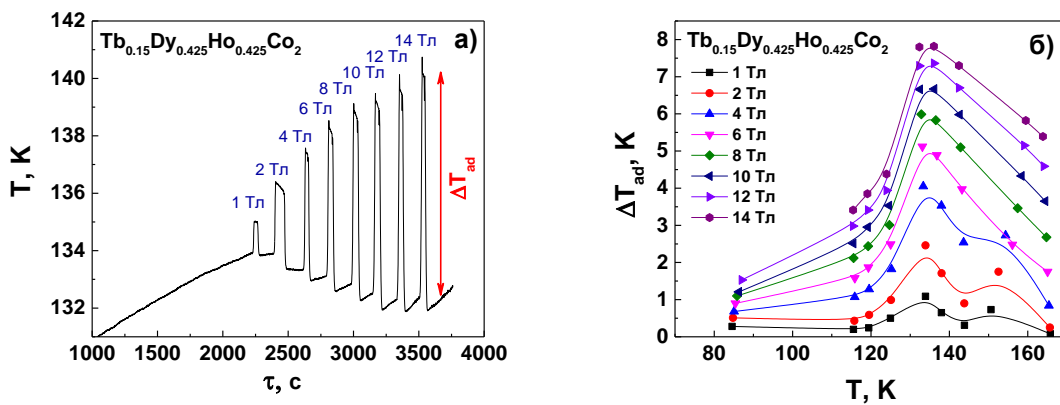 Tb0.15Dy0.425Ho0.425Co2
а)
1 Тл
2 Тл
4 Тл
6 Тл
8 Тл
10 Тл
12 Тл
14 Тл
ΔTad
T, K
142
140
138
136
134
132
1000 1500 2000 2500 3000 3500 4000
τ, c
Tb0.15Dy0.425Ho0.425Co2
б)
1 Тл
2 Тл
4 Тл
6 Тл
8 Тл
10 Тл
12 Тл
14 Тл
ΔTad, K
8
7
6
5
4
3
2
1
0
80 100 120 140 160
T, K